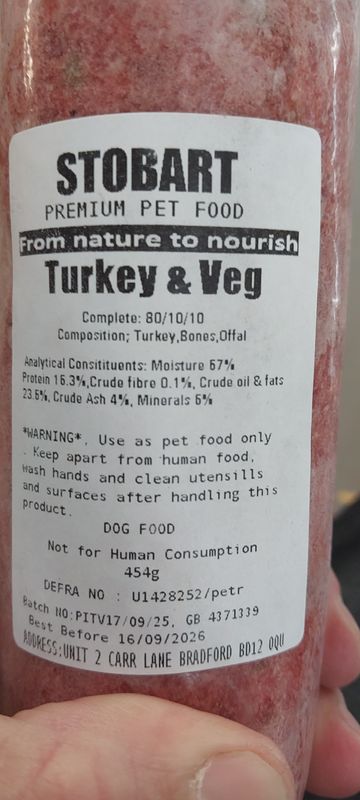 STOBART
PREMIUM PET FOOD
From nature to nourish
Turkey & Veg
Complete: 80/10/10
Composition; Turkey,Bones,Offal
Analytical Consitituents: Moisture 67%
Protein 16.3%,Crude fibre 0.1%, Crude oil & fats
23.6%, Crude Ash 4%, Minerals 6%
*WARNING*. Use as pet food only
. Keep apart from human food,
wash hands and clean utensills
and surfaces after handling this
product.
DOG FOOD
Not for Human Consumption
454g
DEFRA NO : U1428252/petr
Batch NO:PITV17/09/25, GB 4371339
Best Before 16/09/2026
ADDRESS:UNIT 2 CARR LANE BRADFORD BD12 0QU